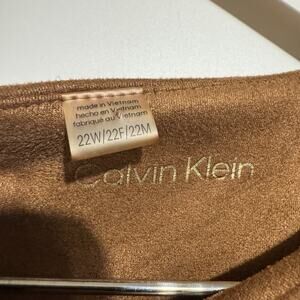 made in Vietnam
hecho en Vietnam
fabriqué au Vietnam
22W/22F/22M
Calvin Klein